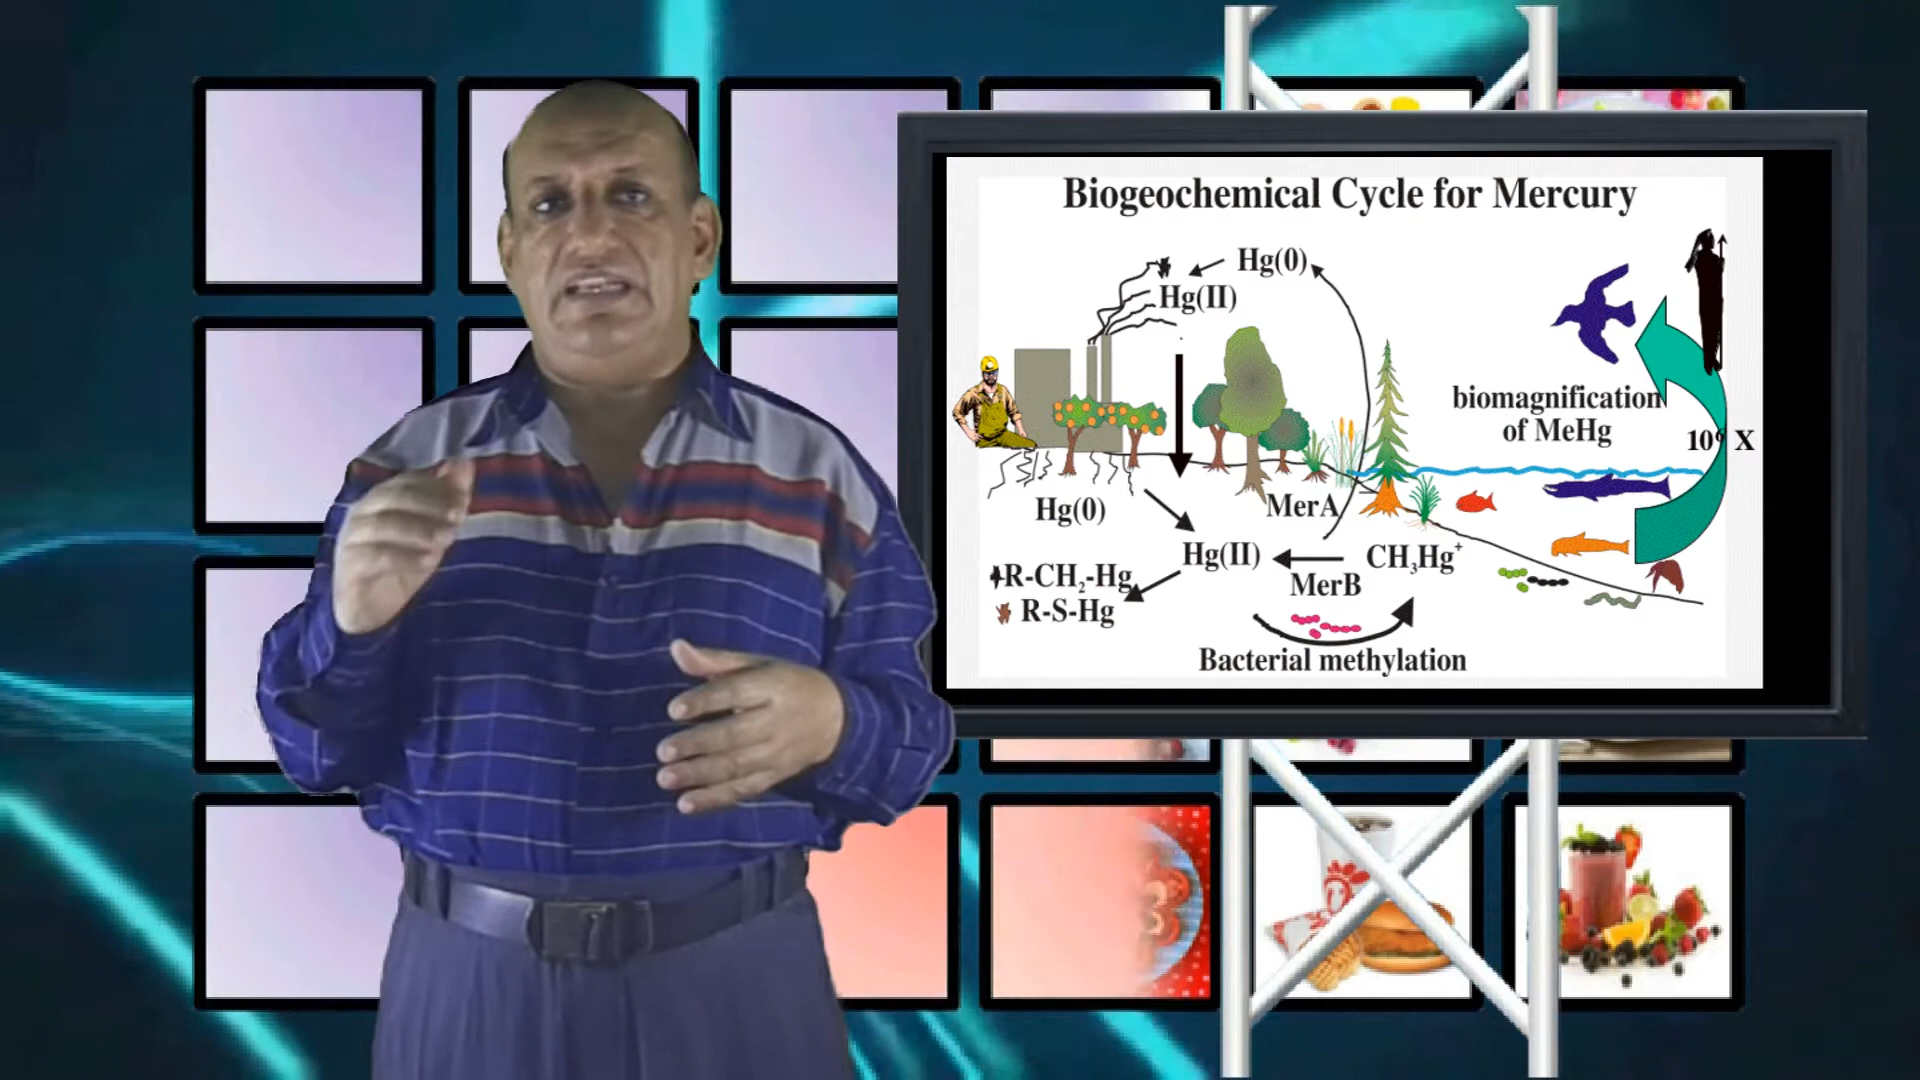 Biogeochemical Cycle for Mercury
Hg(0)
Hg(II)
biomagnification
of MeHg
10⁶ X
Hg(0)
MerA
Hg(II)
CH₃Hg⁺
R-CH₂-Hg
MerB
R-S-Hg
Bacterial methylation